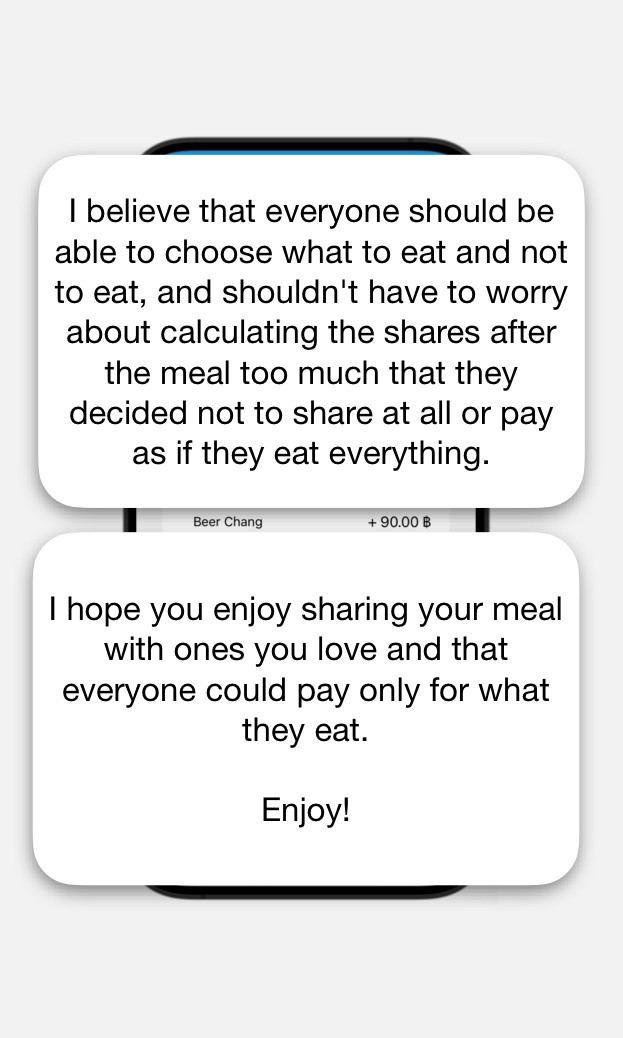 I believe that everyone should be
able to choose what to eat and not
to eat, and shouldn't have to worry
about calculating the shares after
the meal too much that they
decided not to share at all or pay
as if they eat everything.
Beer Chang + 90.00 ฿
I hope you enjoy sharing your meal
with ones you love and that
everyone could pay only for what
they eat.
Enjoy!